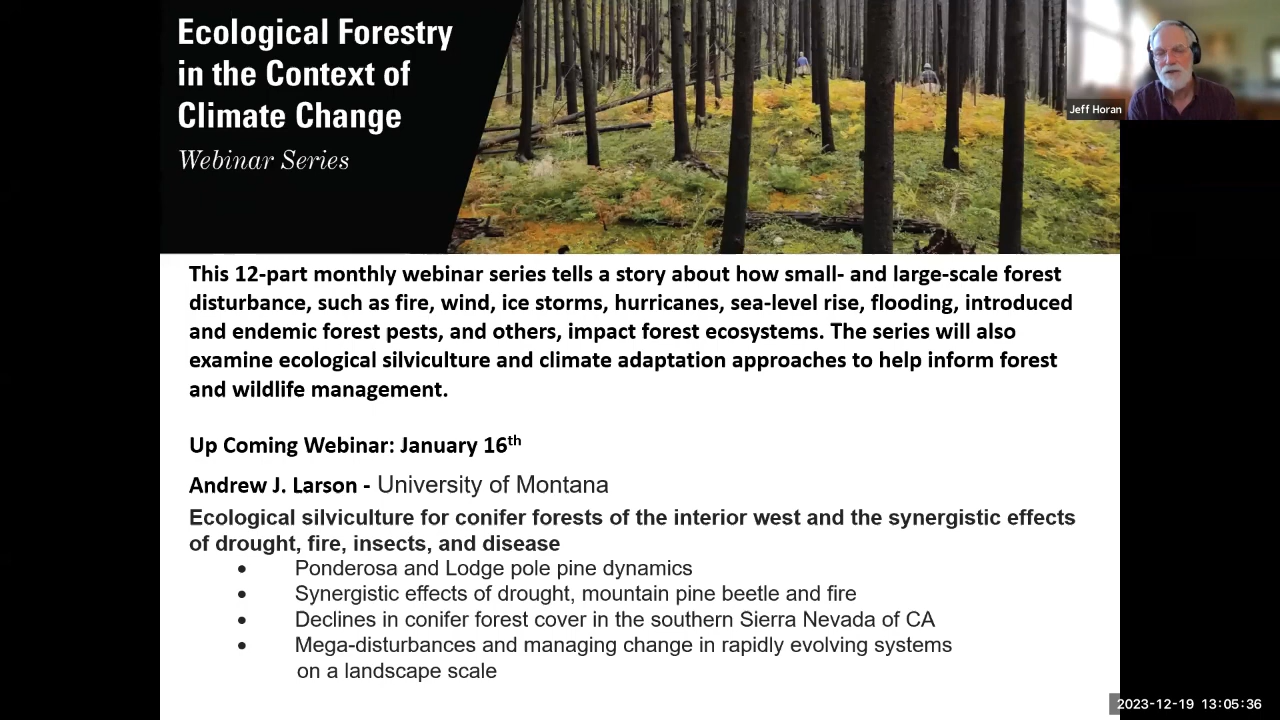 Ecological Forestry
in the Context of
Climate Change
Webinar Series
Jeff Horan
This 12-part monthly webinar series tells a story about how small- and large-scale forest
disturbance, such as fire, wind, ice storms, hurricanes, sea-level rise, flooding, introduced
and endemic forest pests, and others, impact forest ecosystems. The series will also
examine ecological silviculture and climate adaptation approaches to help inform forest
and wildlife management.
Up Coming Webinar: January 16th
Andrew J. Larson - University of Montana
Ecological silviculture for conifer forests of the interior west and the synergistic effects
of drought, fire, insects, and disease
• Ponderosa and Lodge pole pine dynamics
• Synergistic effects of drought, mountain pine beetle and fire
• Declines in conifer forest cover in the southern Sierra Nevada of CA
• Mega-disturbances and managing change in rapidly evolving systems
on a landscape scale
2023-12-19 13:05:36